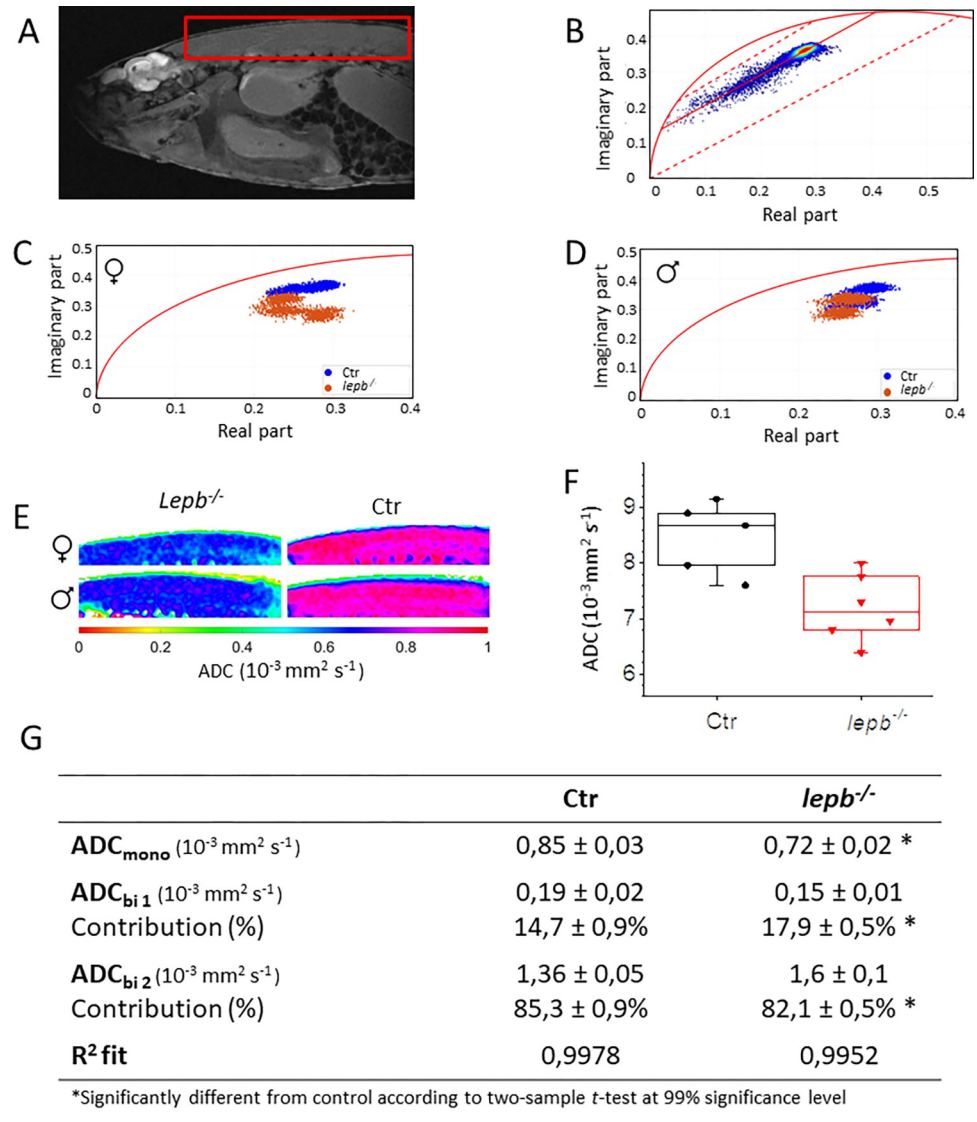 A
B
Imaginary part
0.4
0.3
0.2
0.1
0
0 0.1 0.2 0.3 0.4 0.5
Real part
C
♀
Imaginary part
0.5
0.4
0.3
0.2
0.1
0
Ctr
lepb-/-
0 0.1 0.2 0.3 0.4
Real part
D
♂
Imaginary part
0.5
0.4
0.3
0.2
0.1
0
Ctr
lepb-/-
0 0.1 0.2 0.3 0.4
Real part
E
Lepb-/- Ctr
♀
♂
0 0.2 0.4 0.6 0.8 1
ADC (10-3 mm2 s-1)
F
ADC (10-3 mm2 s-1)
9
8
7
6
Ctr lepb-/-
G
Ctr lepb-/-
ADCmono (10-3 mm2 s-1) 0,85 ± 0,03 0,72 ± 0,02 *
ADCbi 1 (10-3 mm2 s-1) 0,19 ± 0,02 0,15 ± 0,01
Contribution (%) 14,7 ± 0,9% 17,9 ± 0,5% *
ADCbi 2 (10-3 mm2 s-1) 1,36 ± 0,05 1,6 ± 0,1
Contribution (%) 85,3 ± 0,9% 82,1 ± 0,5% *
R2 fit 0,9978 0,9952
*Significantly different from control according to two-sample t-test at 99% significance level